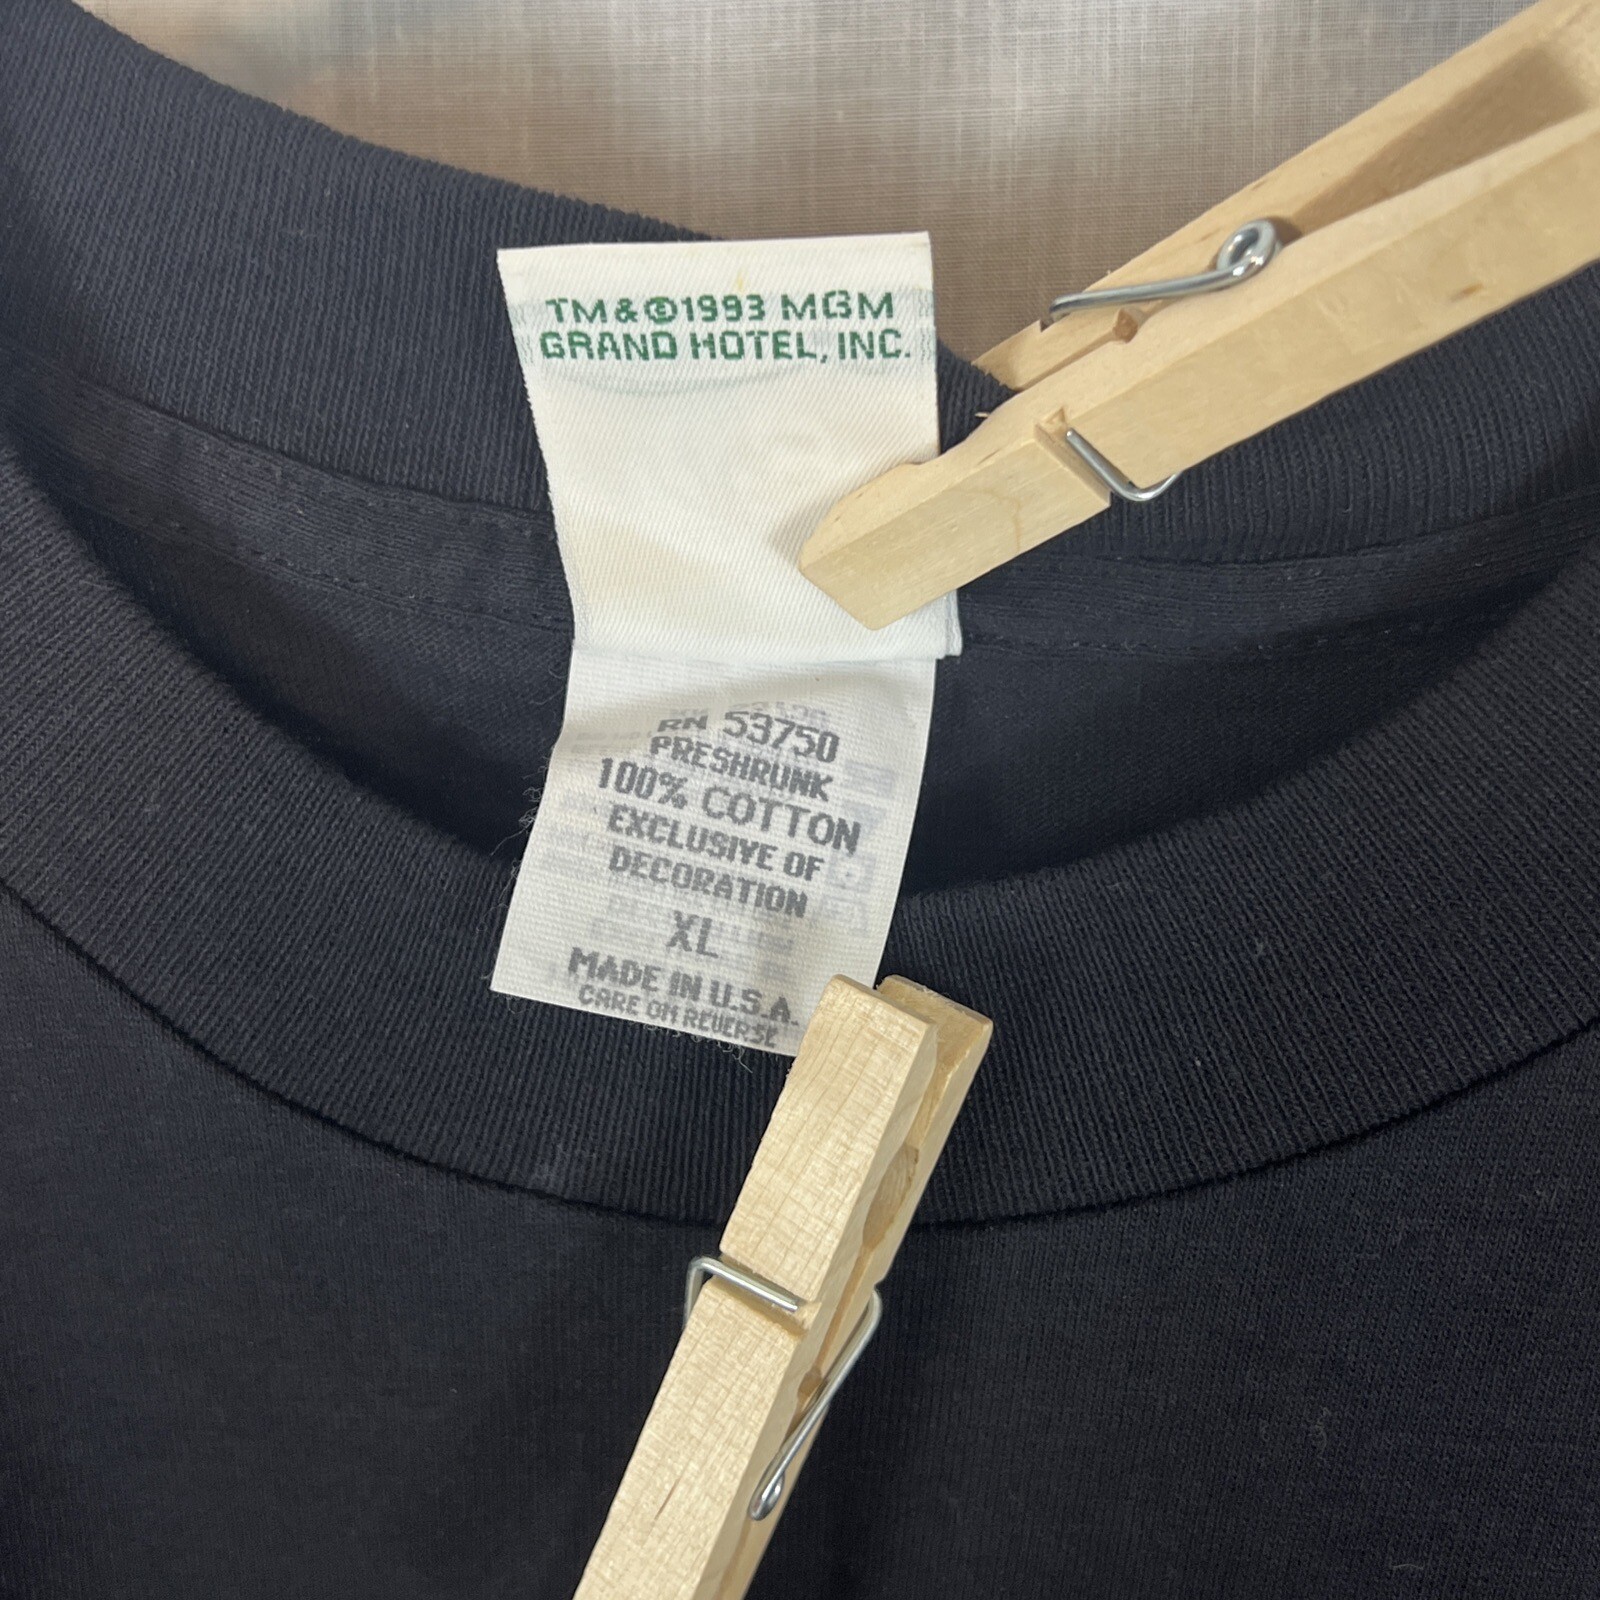 TM & ©1993 MGM
GRAND HOTEL, INC.
RN 53750
PRESHRUNK
100% COTTON
EXCLUSIVE OF
DECORATION
XL
MADE IN U.S.A.
CARE ON REVERSE